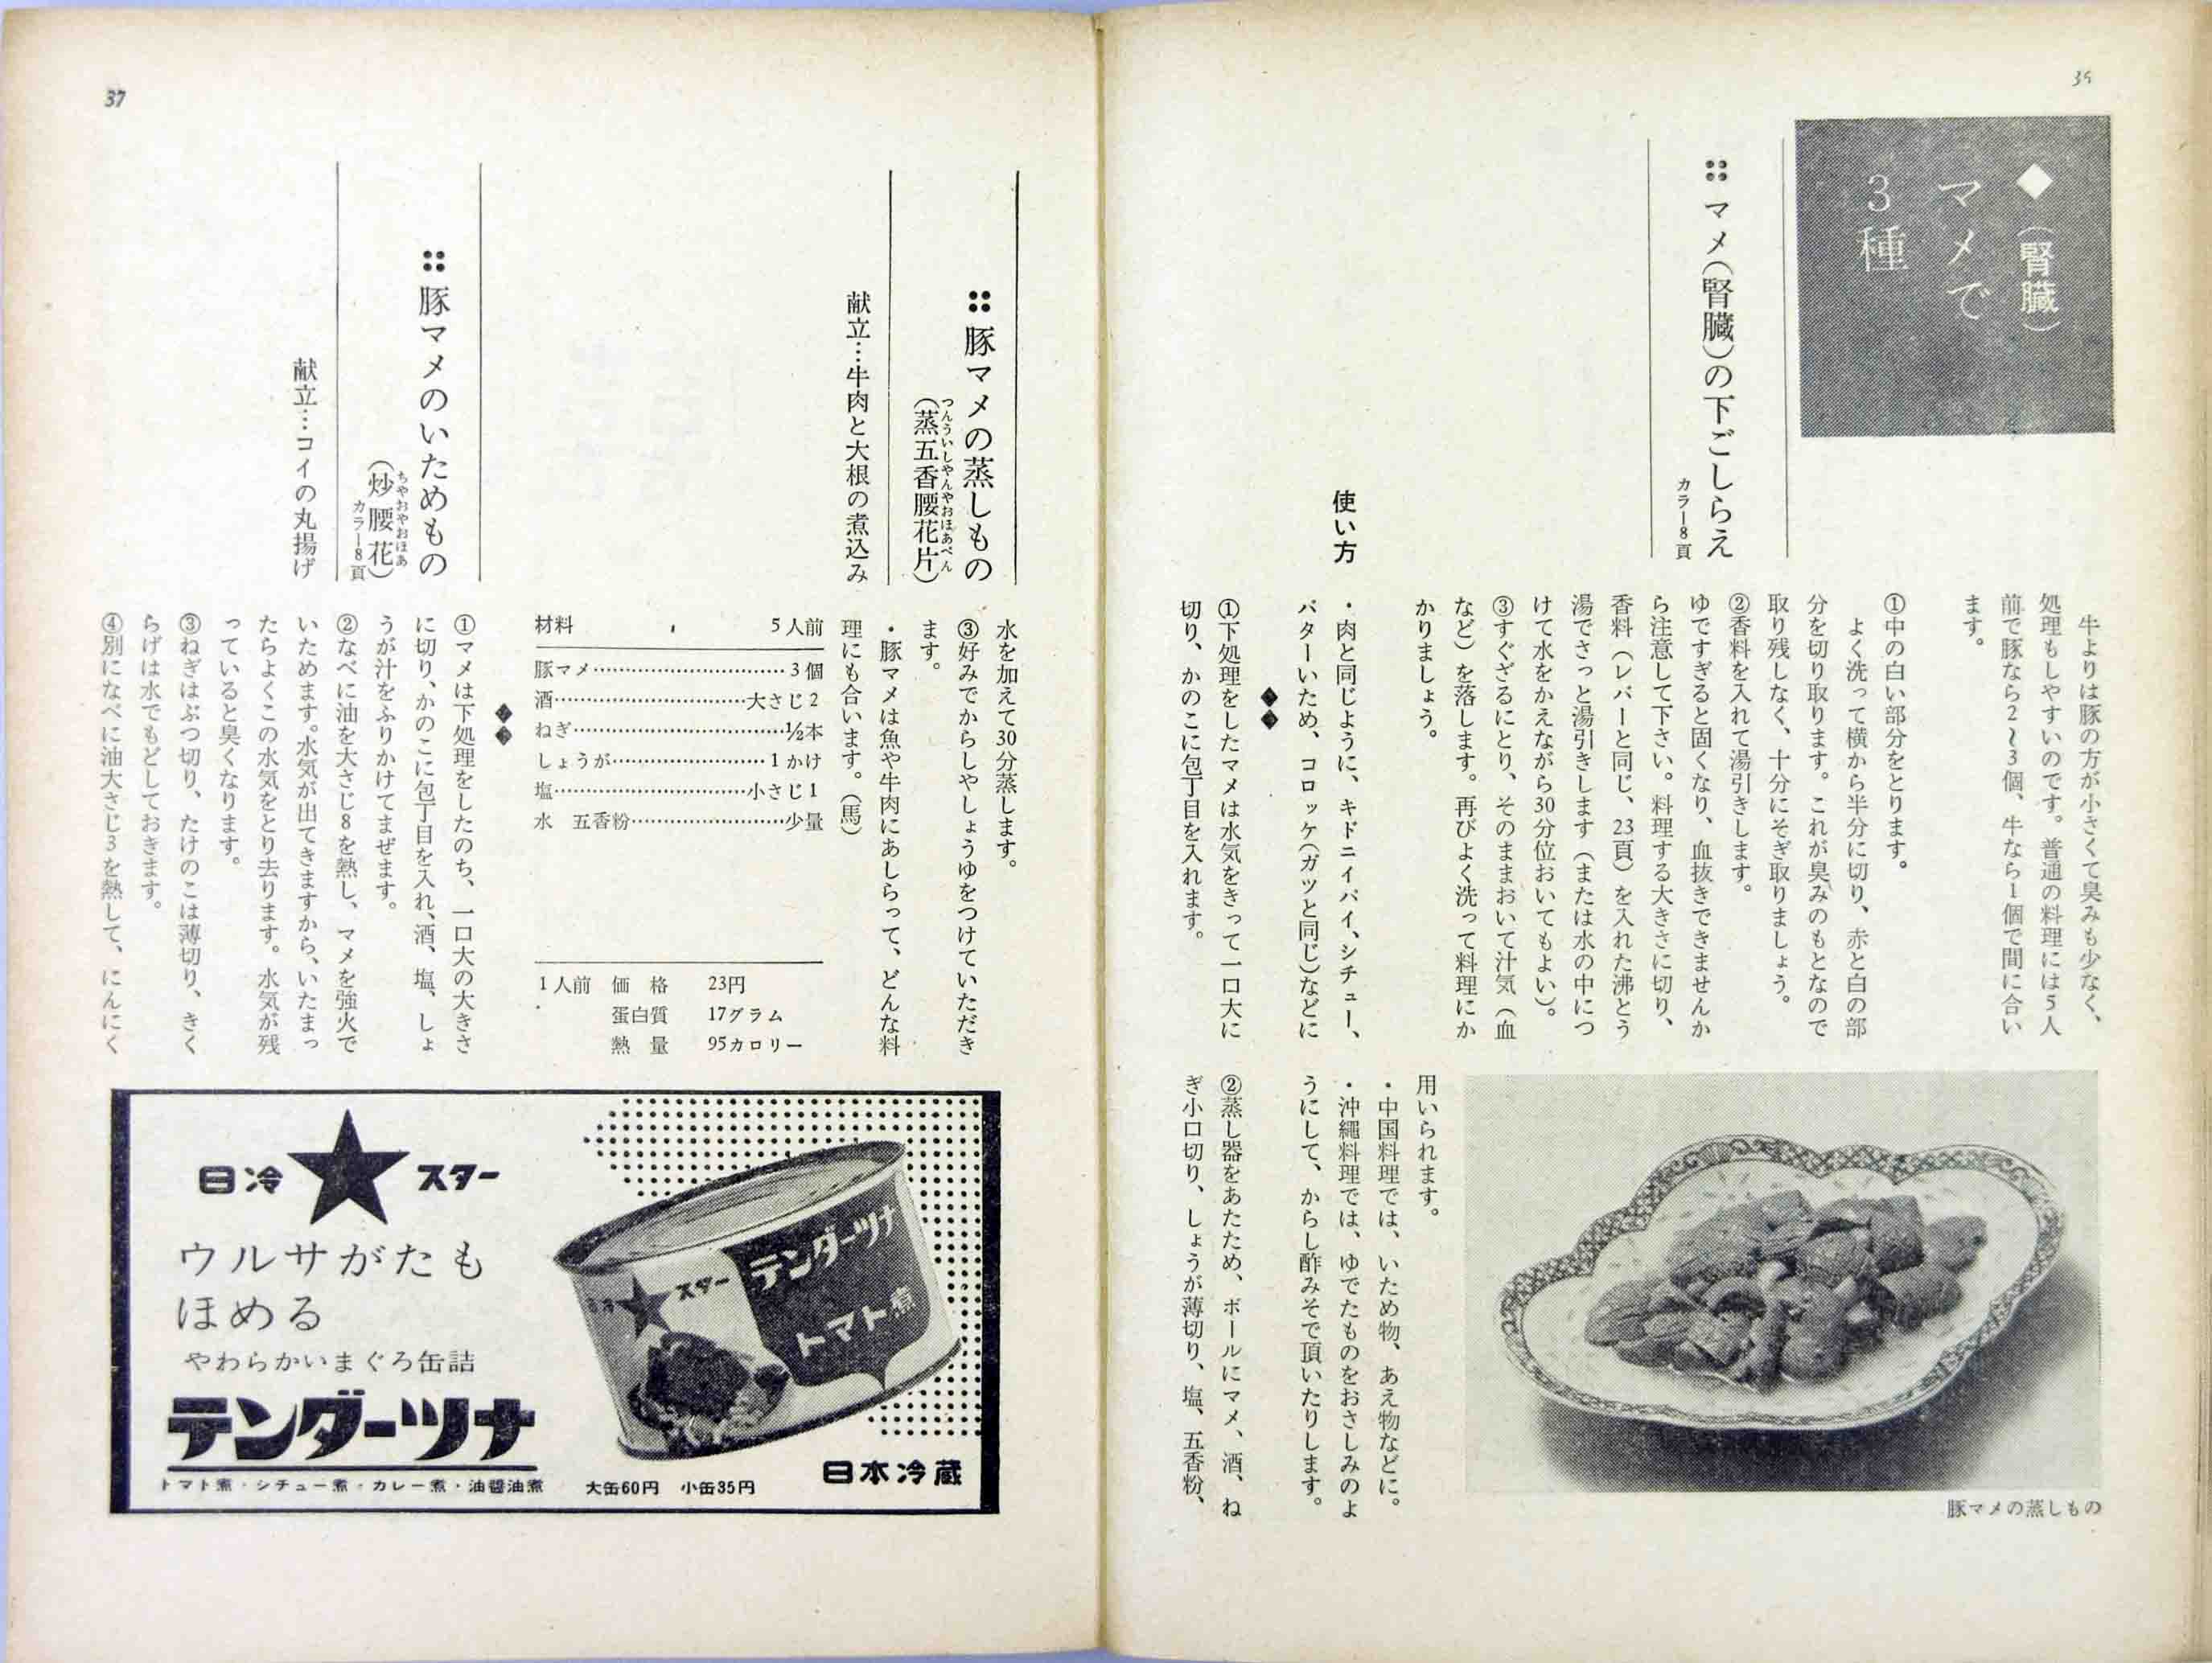 36
◆(腎臓)
マメで
3種
マメ(腎臓)の下ごしらえ
カラー8頁
牛よりは豚の方が小さくて臭みも少なく、
処理もしやすいのです。普通の料理には5人
前で豚なら2〜3個、牛なら1個で間に合い
ます。
①中の白い部分をとります。
よく洗って横から半分に切り、赤と白の部
分を切り取ります。これが臭みのもとなので
取り残しなく、十分にそぎ取りましょう。
②香料を入れて湯引きします。
ゆですぎると固くなり、血抜きできませんか
ら注意して下さい。料理する大きさに切り、
香料(レバーと同じ、23頁)を入れた沸とう
湯でさっと湯引きします(または水の中につ
けて水をかえながら30分位おいてもよい)。
③すぐざるにとり、そのままおいて汁気(血
など)を落します。再びよく洗って料理にか
かりましょう。
使い方
・肉と同じように、キドニイパイ、シチュー、
バターいため、コロッケ(ガッと同じ)などに
用いられます。
・中国料理では、いため物、あえ物などに。
・沖縄料理では、ゆでたものをおさしみのよ
うにして、からし酢みそで頂いたりします。
豚マメの蒸しもの
◆◆
①下処理をしたマメは水気をきって一口大に
切り、かのこに包丁目を入れます。
②蒸し器をあたため、ボールにマメ、酒、ね
ぎ小口切り、しょうが薄切り、塩、五香粉、
37
豚マメの蒸しもの
(蒸五香腰花片)
つんういしやんやおほあぺん
献立…牛肉と大根の煮込み
水を加えて30分蒸します。
③好みでからしやしょうゆをつけていただき
ます。
・豚マメは魚や牛肉にあしらって、どんな料
理にも合います。(馬)
材料 5人前
豚マメ…………3個
酒…………大さじ2
ねぎ…………½本
しょうが…………1かけ
塩…………小さじ1
水 五香粉…………少量
1人前 価格 23円
蛋白質 17グラム
熱量 95カロリー
◆◆
豚マメのいためもの
(炒腰花)
ちやおやおほあ
カラー8頁
献立…コイの丸揚げ
①マメは下処理をしたのち、一口大の大きさ
に切り、かのこに包丁目を入れ、酒、塩、しょ
うが汁をふりかけてまぜます。
②なべに油を大さじ8を熱し、マメを強火で
いためます。水気が出てきますから、いたまっ
たらよくこの水気をとり去ります。水気が残
っていると臭くなります。
③ねぎはぶつ切り、たけのこは薄切り、きく
らげは水でもどしておきます。
④別になべに油大さじ3を熱して、にんにく
日冷★スター
ウルサがたも
ほめる
やわらかいまぐろ缶詰
テンダーツナ
トマト煮・シチュー煮・カレー煮・油醤油煮
スター
テンダーツナ
トマト煮
大缶60円 小缶35円
日本冷蔵